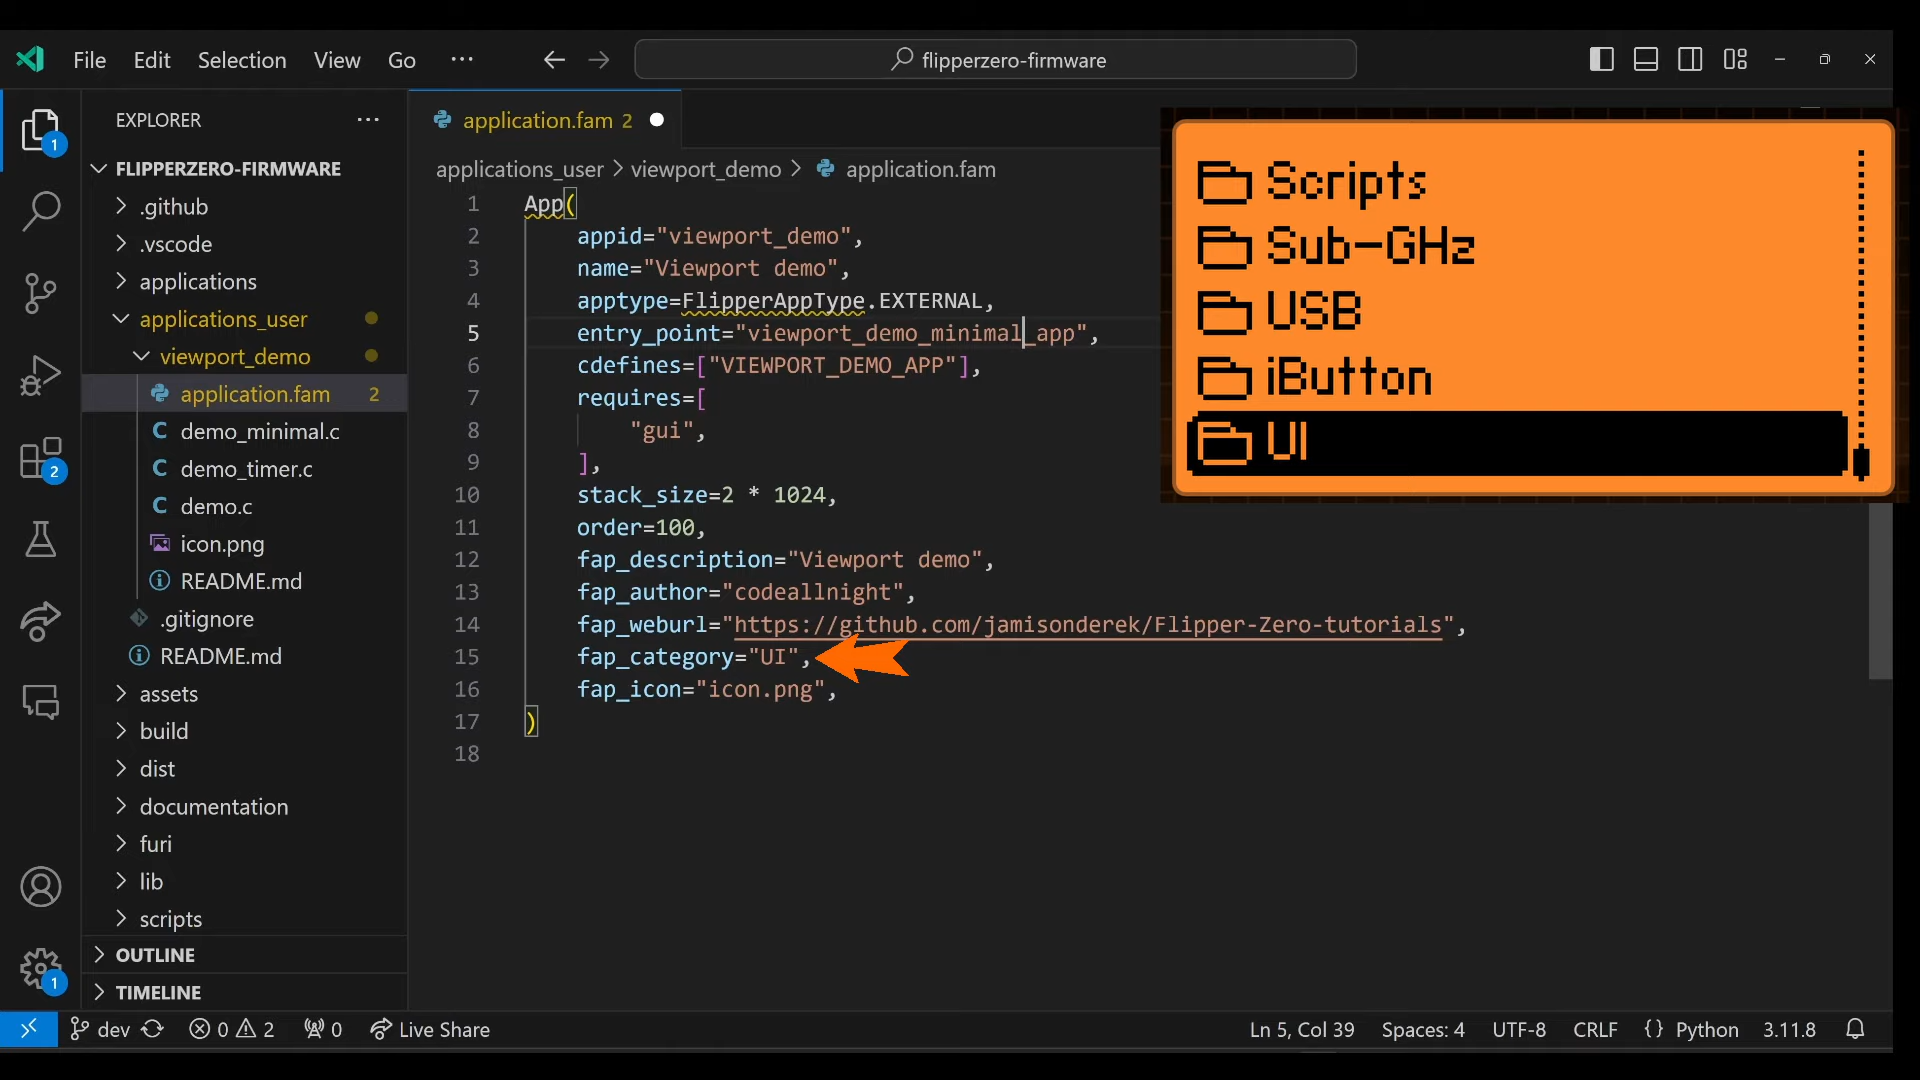 File Edit Selection View Go ... flipperzero-firmware
EXPLORER ...
FLIPPERZERO-FIRMWARE
.github
.vscode
applications
applications_user
viewport_demo
application.fam 2
demo_minimal.c
demo_timer.c
demo.c
icon.png
README.md
.gitignore
README.md
assets
build
dist
documentation
furi
lib
scripts
OUTLINE
TIMELINE
1
2
1
application.fam 2
applications_user > viewport_demo > application.fam
1 App(
2 appid="viewport_demo",
3 name="Viewport demo",
4 apptype=FlipperAppType.EXTERNAL,
5 entry_point="viewport_demo_minimal_app",
6 cdefines=["VIEWPORT_DEMO_APP"],
7 requires=[
8 "gui",
9 ],
10 stack_size=2 * 1024,
11 order=100,
12 fap_description="Viewport demo",
13 fap_author="codeallnight",
14 fap_weburl="https://github.com/jamisonderek/Flipper-Zero-tutorials",
15 fap_category="UI",
16 fap_icon="icon.png",
17 )
18
Scripts
Sub-GHz
USB
iButton
UI
dev 0 2 0 Live Share Ln 5, Col 39 Spaces: 4 UTF-8 CRLF {} Python 3.11.8